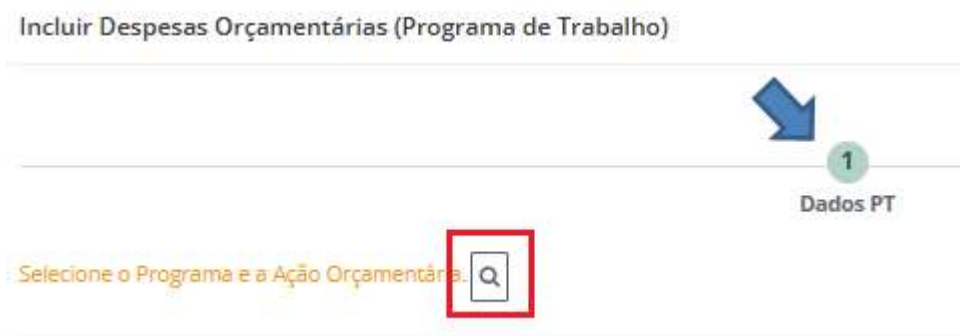 Incluir Despesas Orçamentárias (Programa de Trabalho)
1
Dados PT
Selecione o Programa e a Ação Orçamentária.